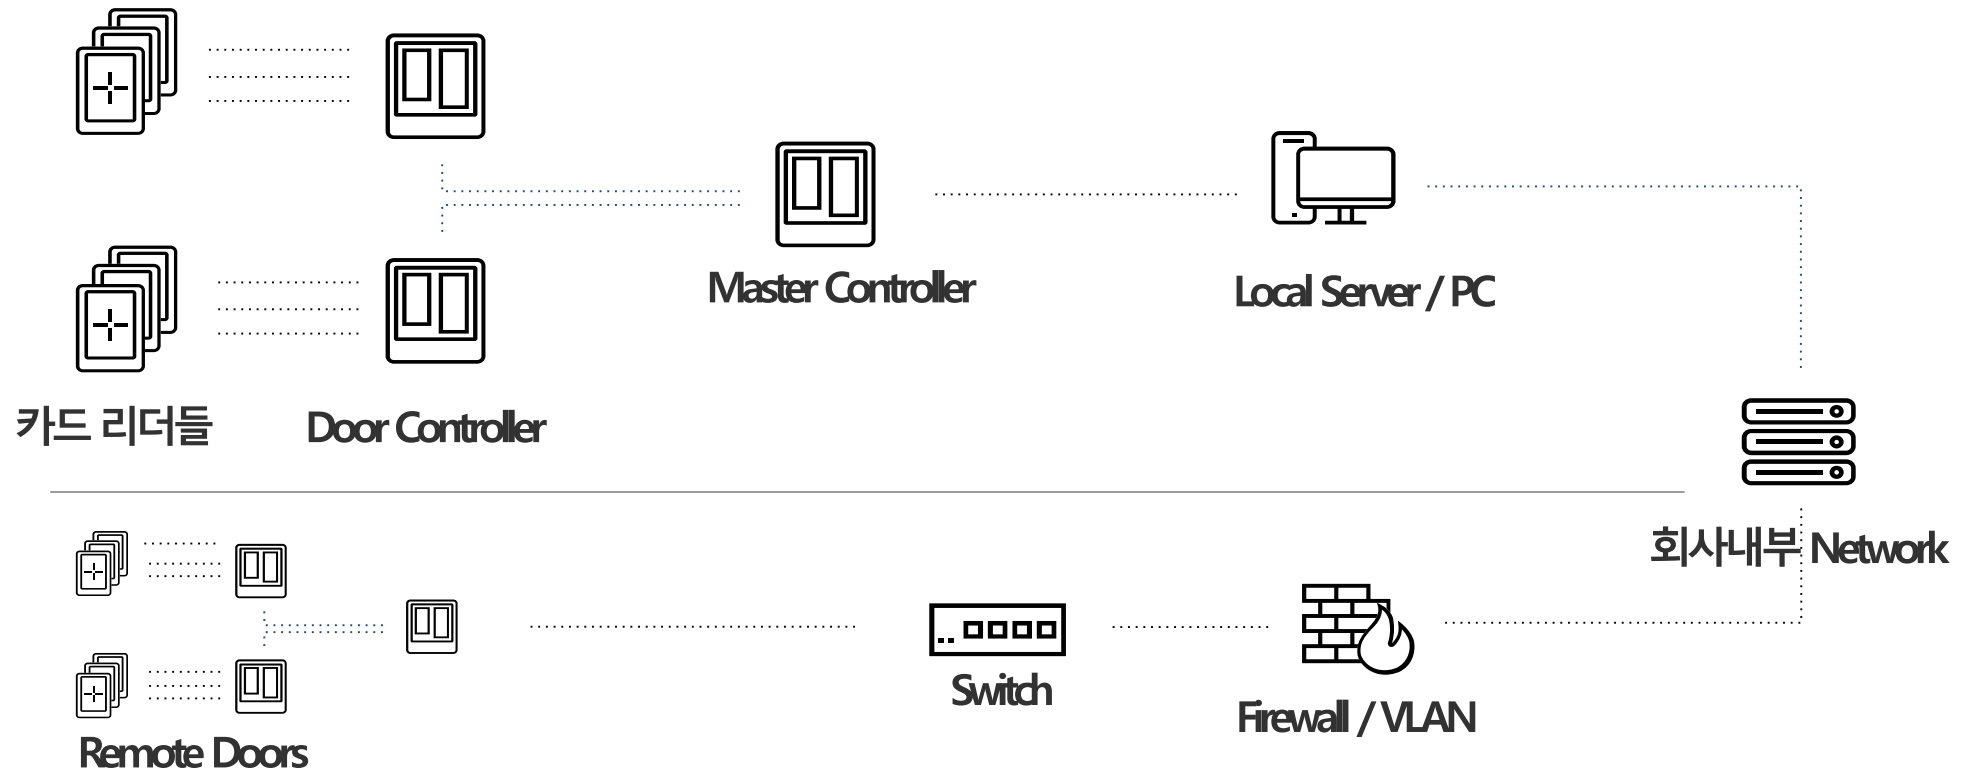 Master Controller
Local Server / PC
카드 리더들
Door Controller
회사내부 Network
Switch
Firewall / VLAN
Remote Doors